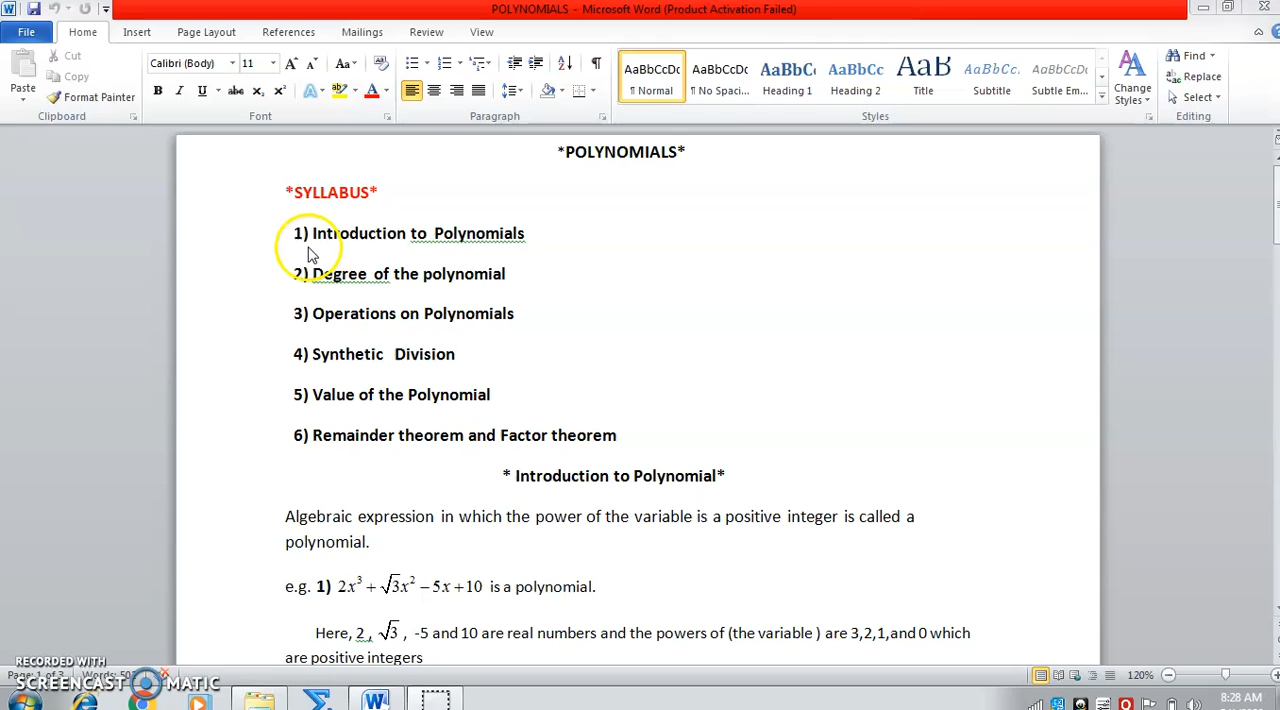 POLYNOMIALS - Microsoft Word (Product Activation Failed)
File Home Insert Page Layout References Mailings Review View
Cut
Copy
Format Painter
Paste
Calibri (Body) 11
AaBbCcDc AaBbCcDc AaBbC AaBbCc AaB AaBbCc. AaBbCcDc
¶ Normal ¶ No Spaci... Heading 1 Heading 2 Title Subtitle Subtle Em...
Change Styles
Find
Replace
Select
Clipboard Font Paragraph Styles Editing
*POLYNOMIALS*
*SYLLABUS*
1) Introduction to Polynomials
2) Degree of the polynomial
3) Operations on Polynomials
4) Synthetic Division
5) Value of the Polynomial
6) Remainder theorem and Factor theorem
* Introduction to Polynomial*
Algebraic expression in which the power of the variable is a positive integer is called a
polynomial.
e.g. 1) 2x³ + √3x² − 5x + 10 is a polynomial.
Here, 2 , √3 , -5 and 10 are real numbers and the powers of (the variable ) are 3,2,1,and 0 which
are positive integers
RECORDED WITH
SCREENCAST MATIC
Page: 1 of 3 Words:
120%
8:28 AM